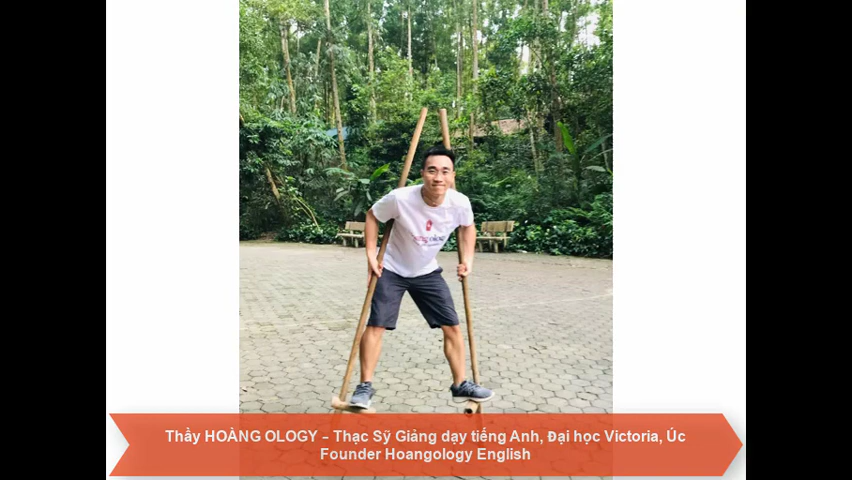 Thầy HOÀNG OLOGY – Thạc Sỹ Giảng dạy tiếng Anh, Đại học Victoria, Úc
Founder Hoangology English